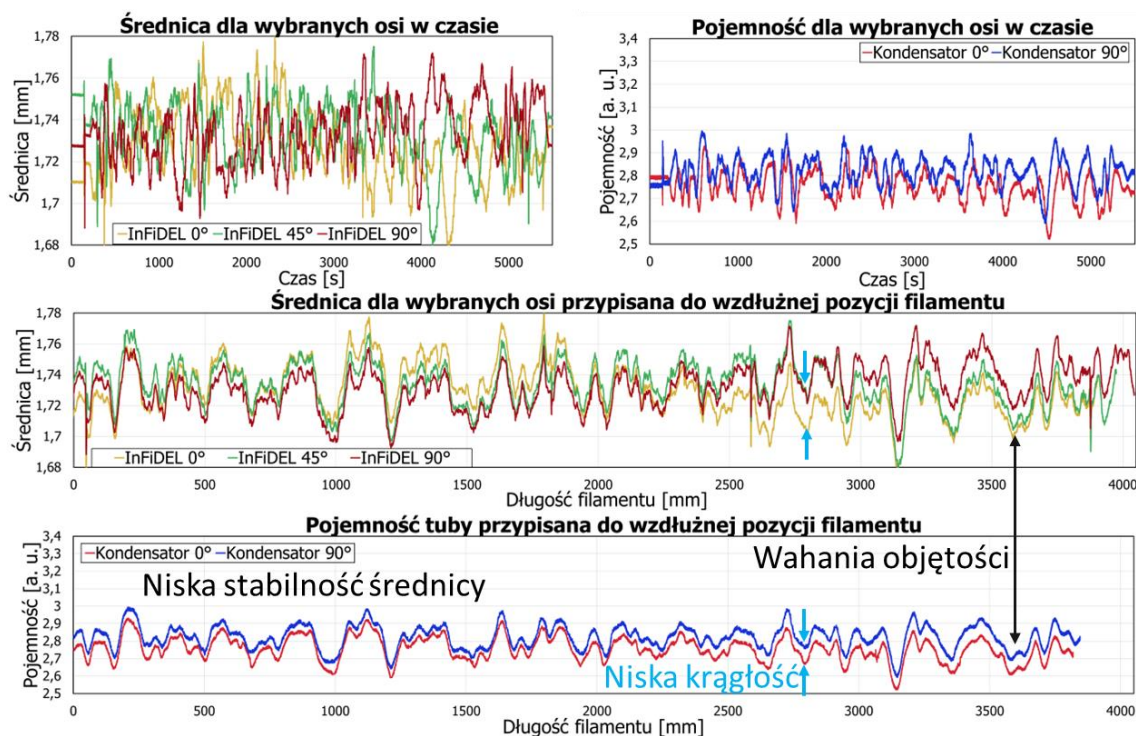 Średnica dla wybranych osi w czasie
Średnica [mm]
1,78
1,76
1,74
1,72
1,7
1,68
InFiDEL 0° InFiDEL 45° InFiDEL 90°
0 1000 2000 3000 4000 5000
Czas [s]
Pojemność dla wybranych osi w czasie
Pojemność [a. u.]
3,4
3,3
3,2
3,1
3
2,9
2,8
2,7
2,6
2,5
Kondensator 0° Kondensator 90°
0 1000 2000 3000 4000 5000
Czas [s]
Średnica dla wybranych osi przypisana do wzdłużnej pozycji filamentu
Średnica [mm]
1,78
1,76
1,74
1,72
1,7
1,68
InFiDEL 0° InFiDEL 45° InFiDEL 90°
0 500 1000 1500 2000 2500 3000 3500 4000
Długość filamentu [mm]
Pojemność tuby przypisana do wzdłużnej pozycji filamentu
Pojemność [a. u.]
3,4
3,3
3,2
3,1
3
2,9
2,8
2,7
2,6
2,5
Kondensator 0° Kondensator 90°
Niska stabilność średnicy
Wahania objętości
Niska krągłość
0 500 1000 1500 2000 2500 3000 3500 4000
Długość filamentu [mm]